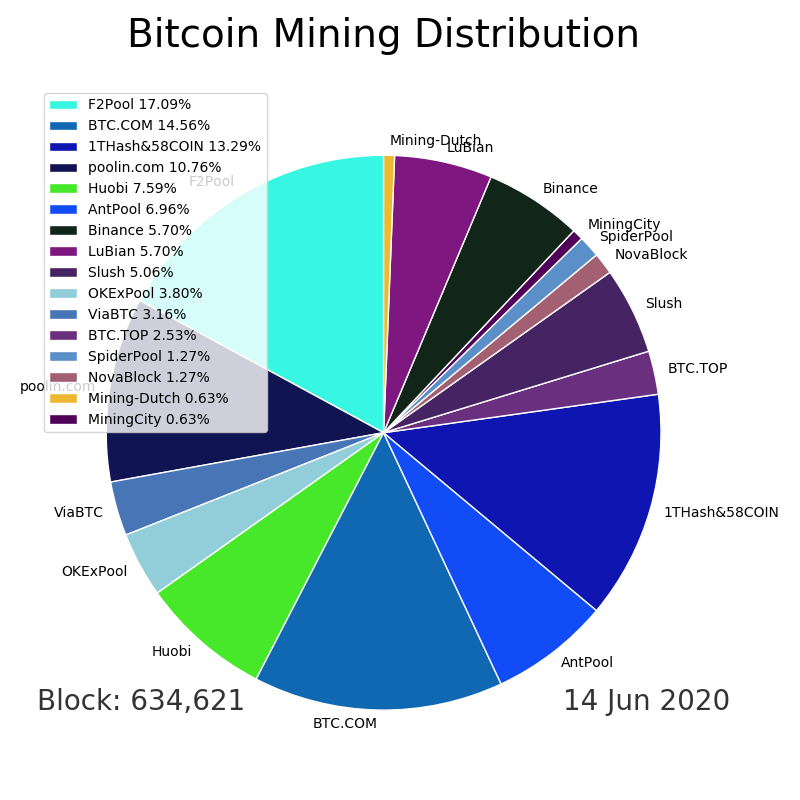 Bitcoin Mining Distribution
F2Pool 17.09%
BTC.COM 14.56%
1THash&58COIN 13.29%
poolin.com 10.76%
Huobi 7.59%
AntPool 6.96%
Binance 5.70%
LuBian 5.70%
Slush 5.06%
OKExPool 3.80%
ViaBTC 3.16%
BTC.TOP 2.53%
SpiderPool 1.27%
NovaBlock 1.27%
Mining-Dutch 0.63%
MiningCity 0.63%
Mining-Dutch
LuBian
F2Pool
Binance
MiningCity
SpiderPool
NovaBlock
Slush
BTC.TOP
poolin.com
1THash&58COIN
ViaBTC
OKExPool
Huobi
AntPool
BTC.COM
Block: 634,621
14 Jun 2020